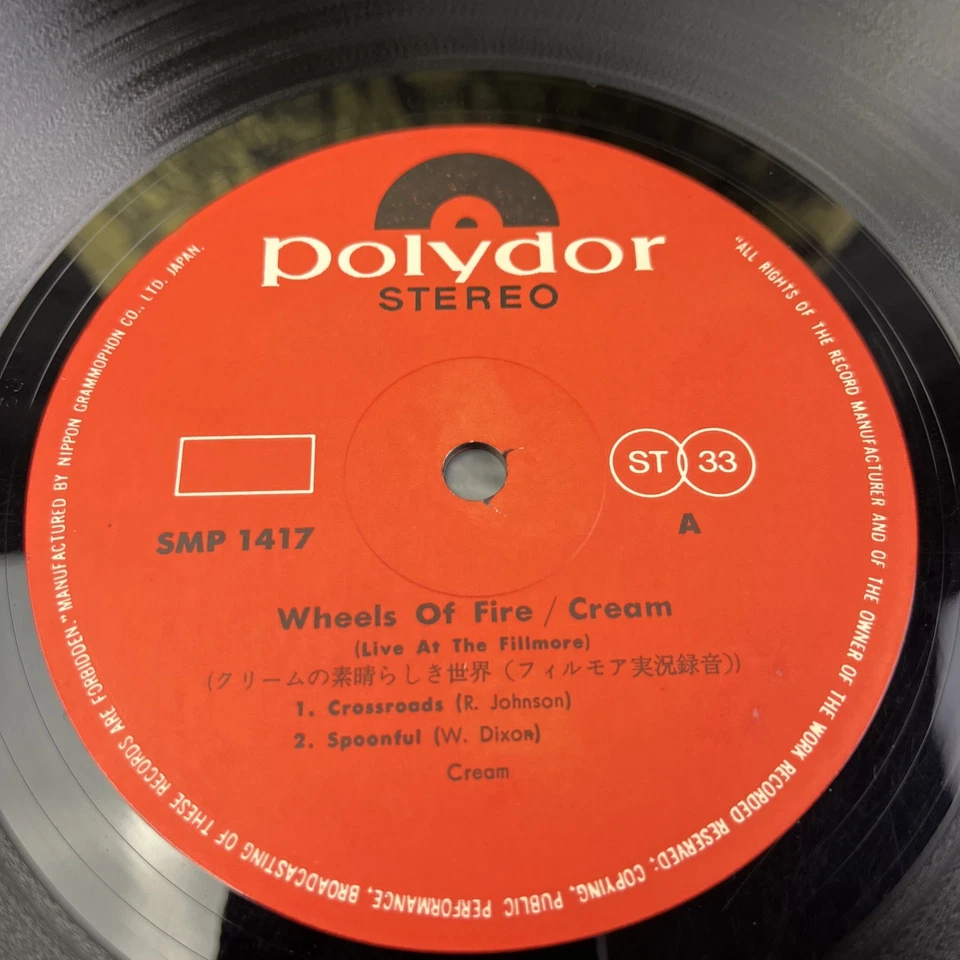 polydor
STEREO
ST 33
SMP 1417
A
Wheels Of Fire / Cream
(Live At The Fillmore)
(クリームの素晴らしき世界(フィルモア実況録音))
1. Crossroads (R. Johnson)
2. Spoonful (W. Dixon)
Cream
"ALL RIGHTS OF THE RECORD MANUFACTURER AND OF THE OWNER OF THE WORK RECORDED RESERVED: COPYING, PUBLIC PERFORMANCE, BROADCASTING OF THESE RECORDS ARE FORBIDDEN." MANUFACTURED BY NIPPON GRAMMOPHON CO., LTD. JAPAN.